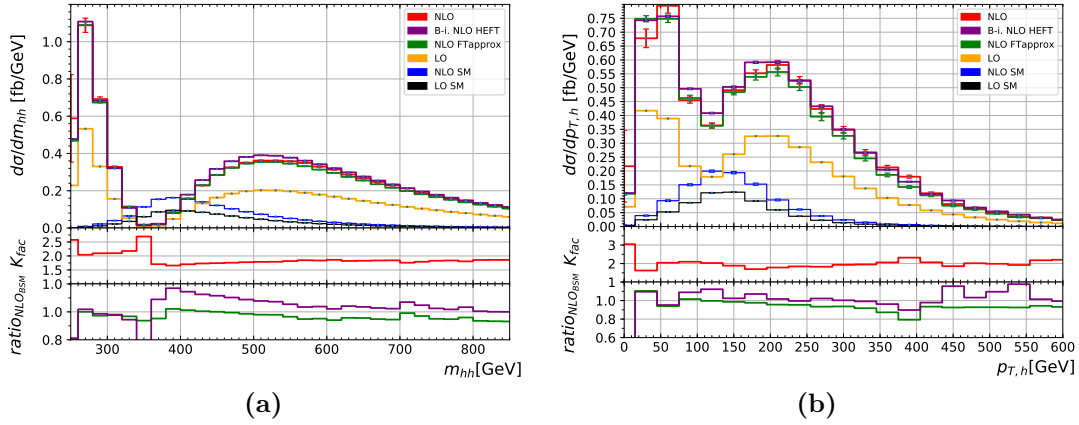 NLO
B-i. NLO HEFT
NLO FTapprox
LO
NLO SM
LO SM
dσ/dm_hh [fb/GeV]
1.2
1.0
0.8
0.6
0.4
0.2
0.0
K_fac
2.5
2.0
1.5
ratio_NLO_BSM
1.0
1.0
0.8
300 400 500 600 700 800
m_hh[GeV]
(a)
NLO
B-i. NLO HEFT
NLO FTapprox
LO
NLO SM
LO SM
dσ/dp_T,h [fb/GeV]
0.75
0.70
0.65
0.60
0.55
0.50
0.45
0.40
0.35
0.30
0.25
0.20
0.15
0.10
0.05
0.00
K_fac
3
2
ratio_NLO_BSM
1
1.0
0.8
0.6
0 50 100 150 200 250 300 350 400 450 500 550 600
p_T,h[GeV]
(b)